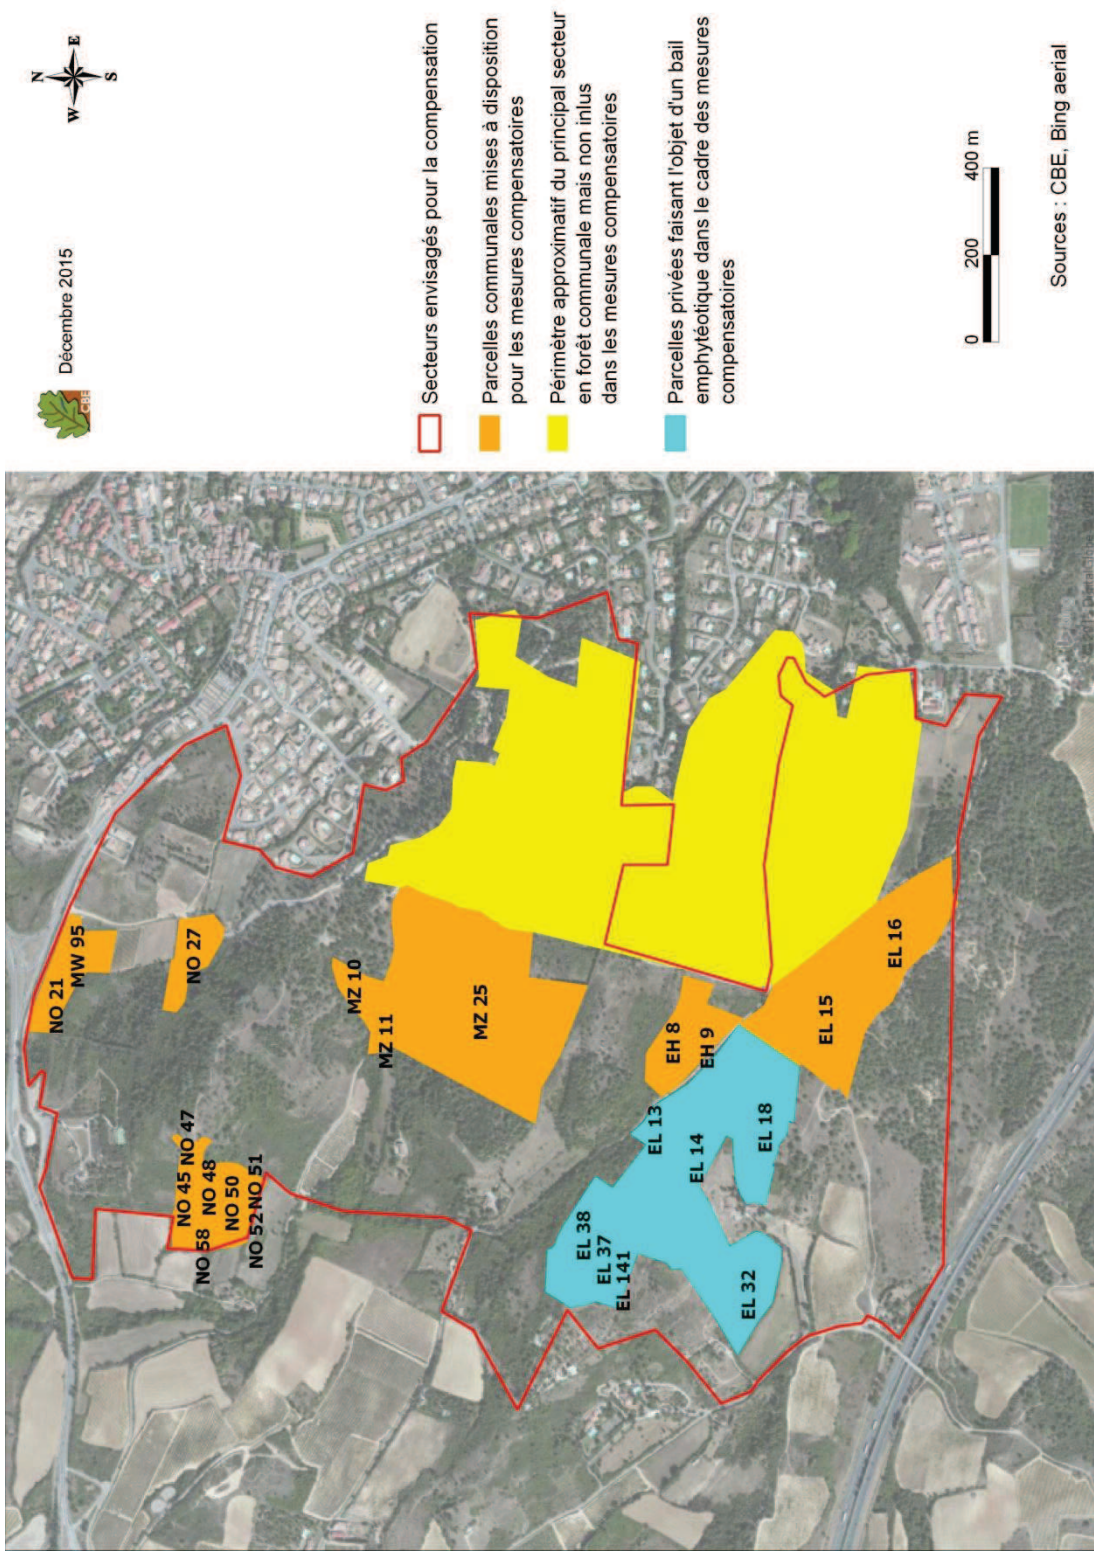 N
W
E
S
CBE
Décembre 2015
Secteurs envisagés pour la compensation
Parcelles communales mises à disposition
pour les mesures compensatoires
Périmètre approximatif du principal secteur
en forêt communale mais non inlus
dans les mesures compensatoires
Parcelles privées faisant l'objet d'un bail
emphytéotique dans le cadre des mesures
compensatoires
0
200
400 m
Sources : CBE, Bing aerial
NO 21
MW 95
NO 27
NO 45
NO 47
NO 48
NO 58
NO 50
NO 52
NO 51
MZ 10
MZ 11
MZ 25
EH 8
EH 9
EL 13
EL 14
EL 18
EL 15
EL 16
EL 38
EL 37
EL 141
EL 32